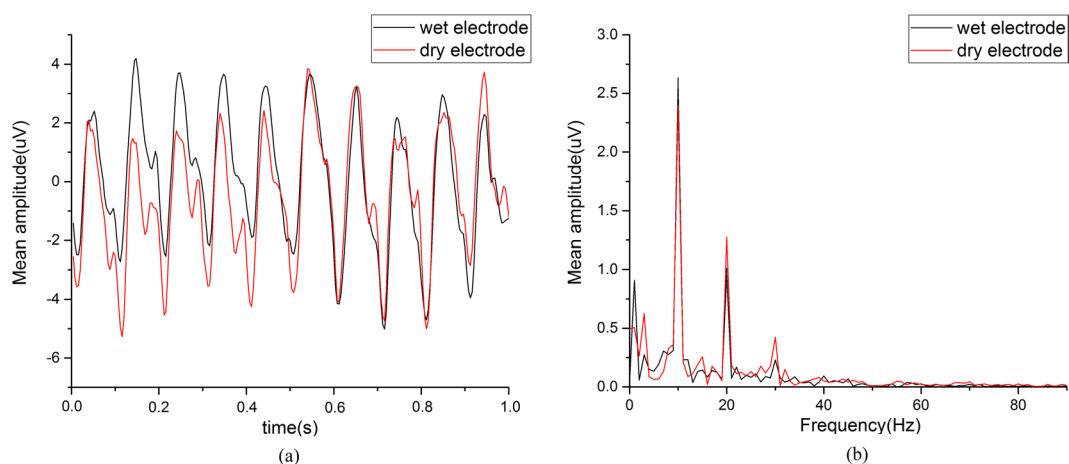 wet electrode
dry electrode
Mean amplitude(uV)
4
2
0
-2
-4
-6
0.0 0.2 0.4 0.6 0.8 1.0
time(s)
(a)
wet electrode
dry electrode
Mean amplitude(uV)
3.0
2.5
2.0
1.5
1.0
0.5
0.0
0 20 40 60 80
Frequency(Hz)
(b)